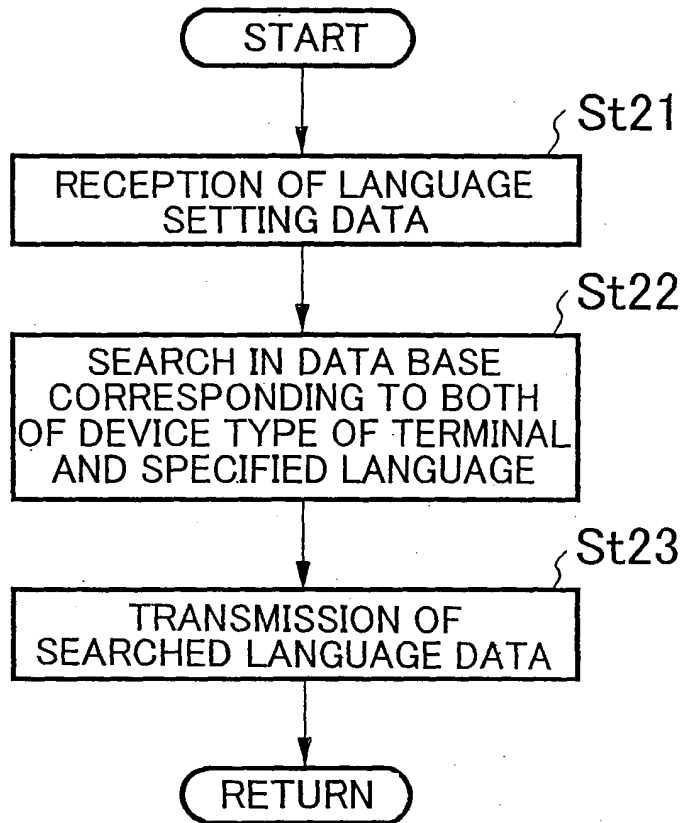 START
St21
RECEPTION OF LANGUAGE
SETTING DATA
St22
SEARCH IN DATA BASE
CORRESPONDING TO BOTH
OF DEVICE TYPE OF TERMINAL
AND SPECIFIED LANGUAGE
St23
TRANSMISSION OF
SEARCHED LANGUAGE DATA
RETURN